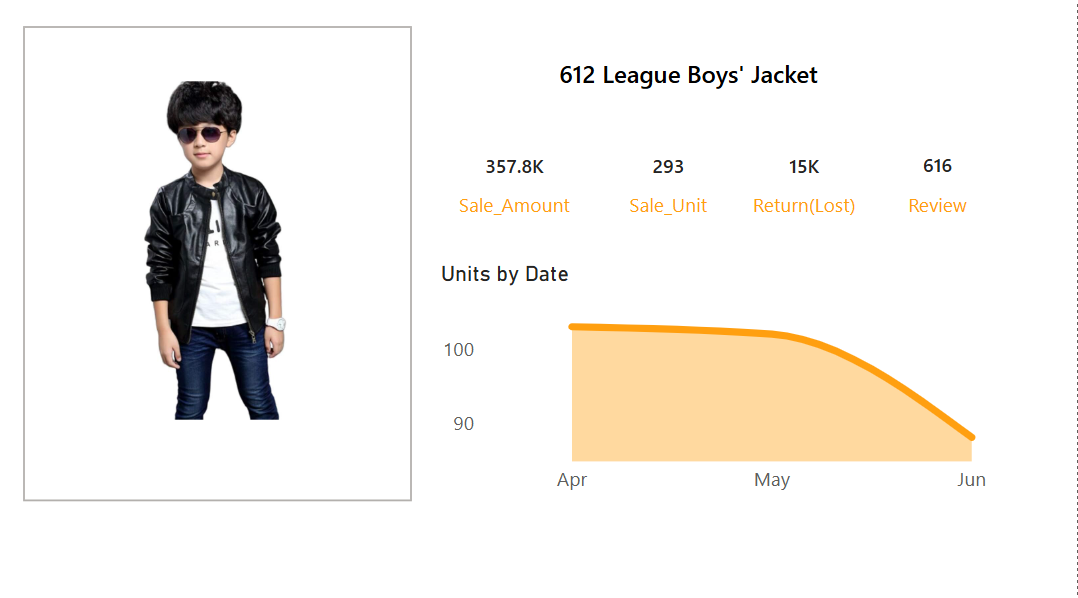 612 League Boys' Jacket
357.8K
293
15K
616
Sale_Amount
Sale_Unit
Return(Lost)
Review
Units by Date
100
90
Apr
May
Jun